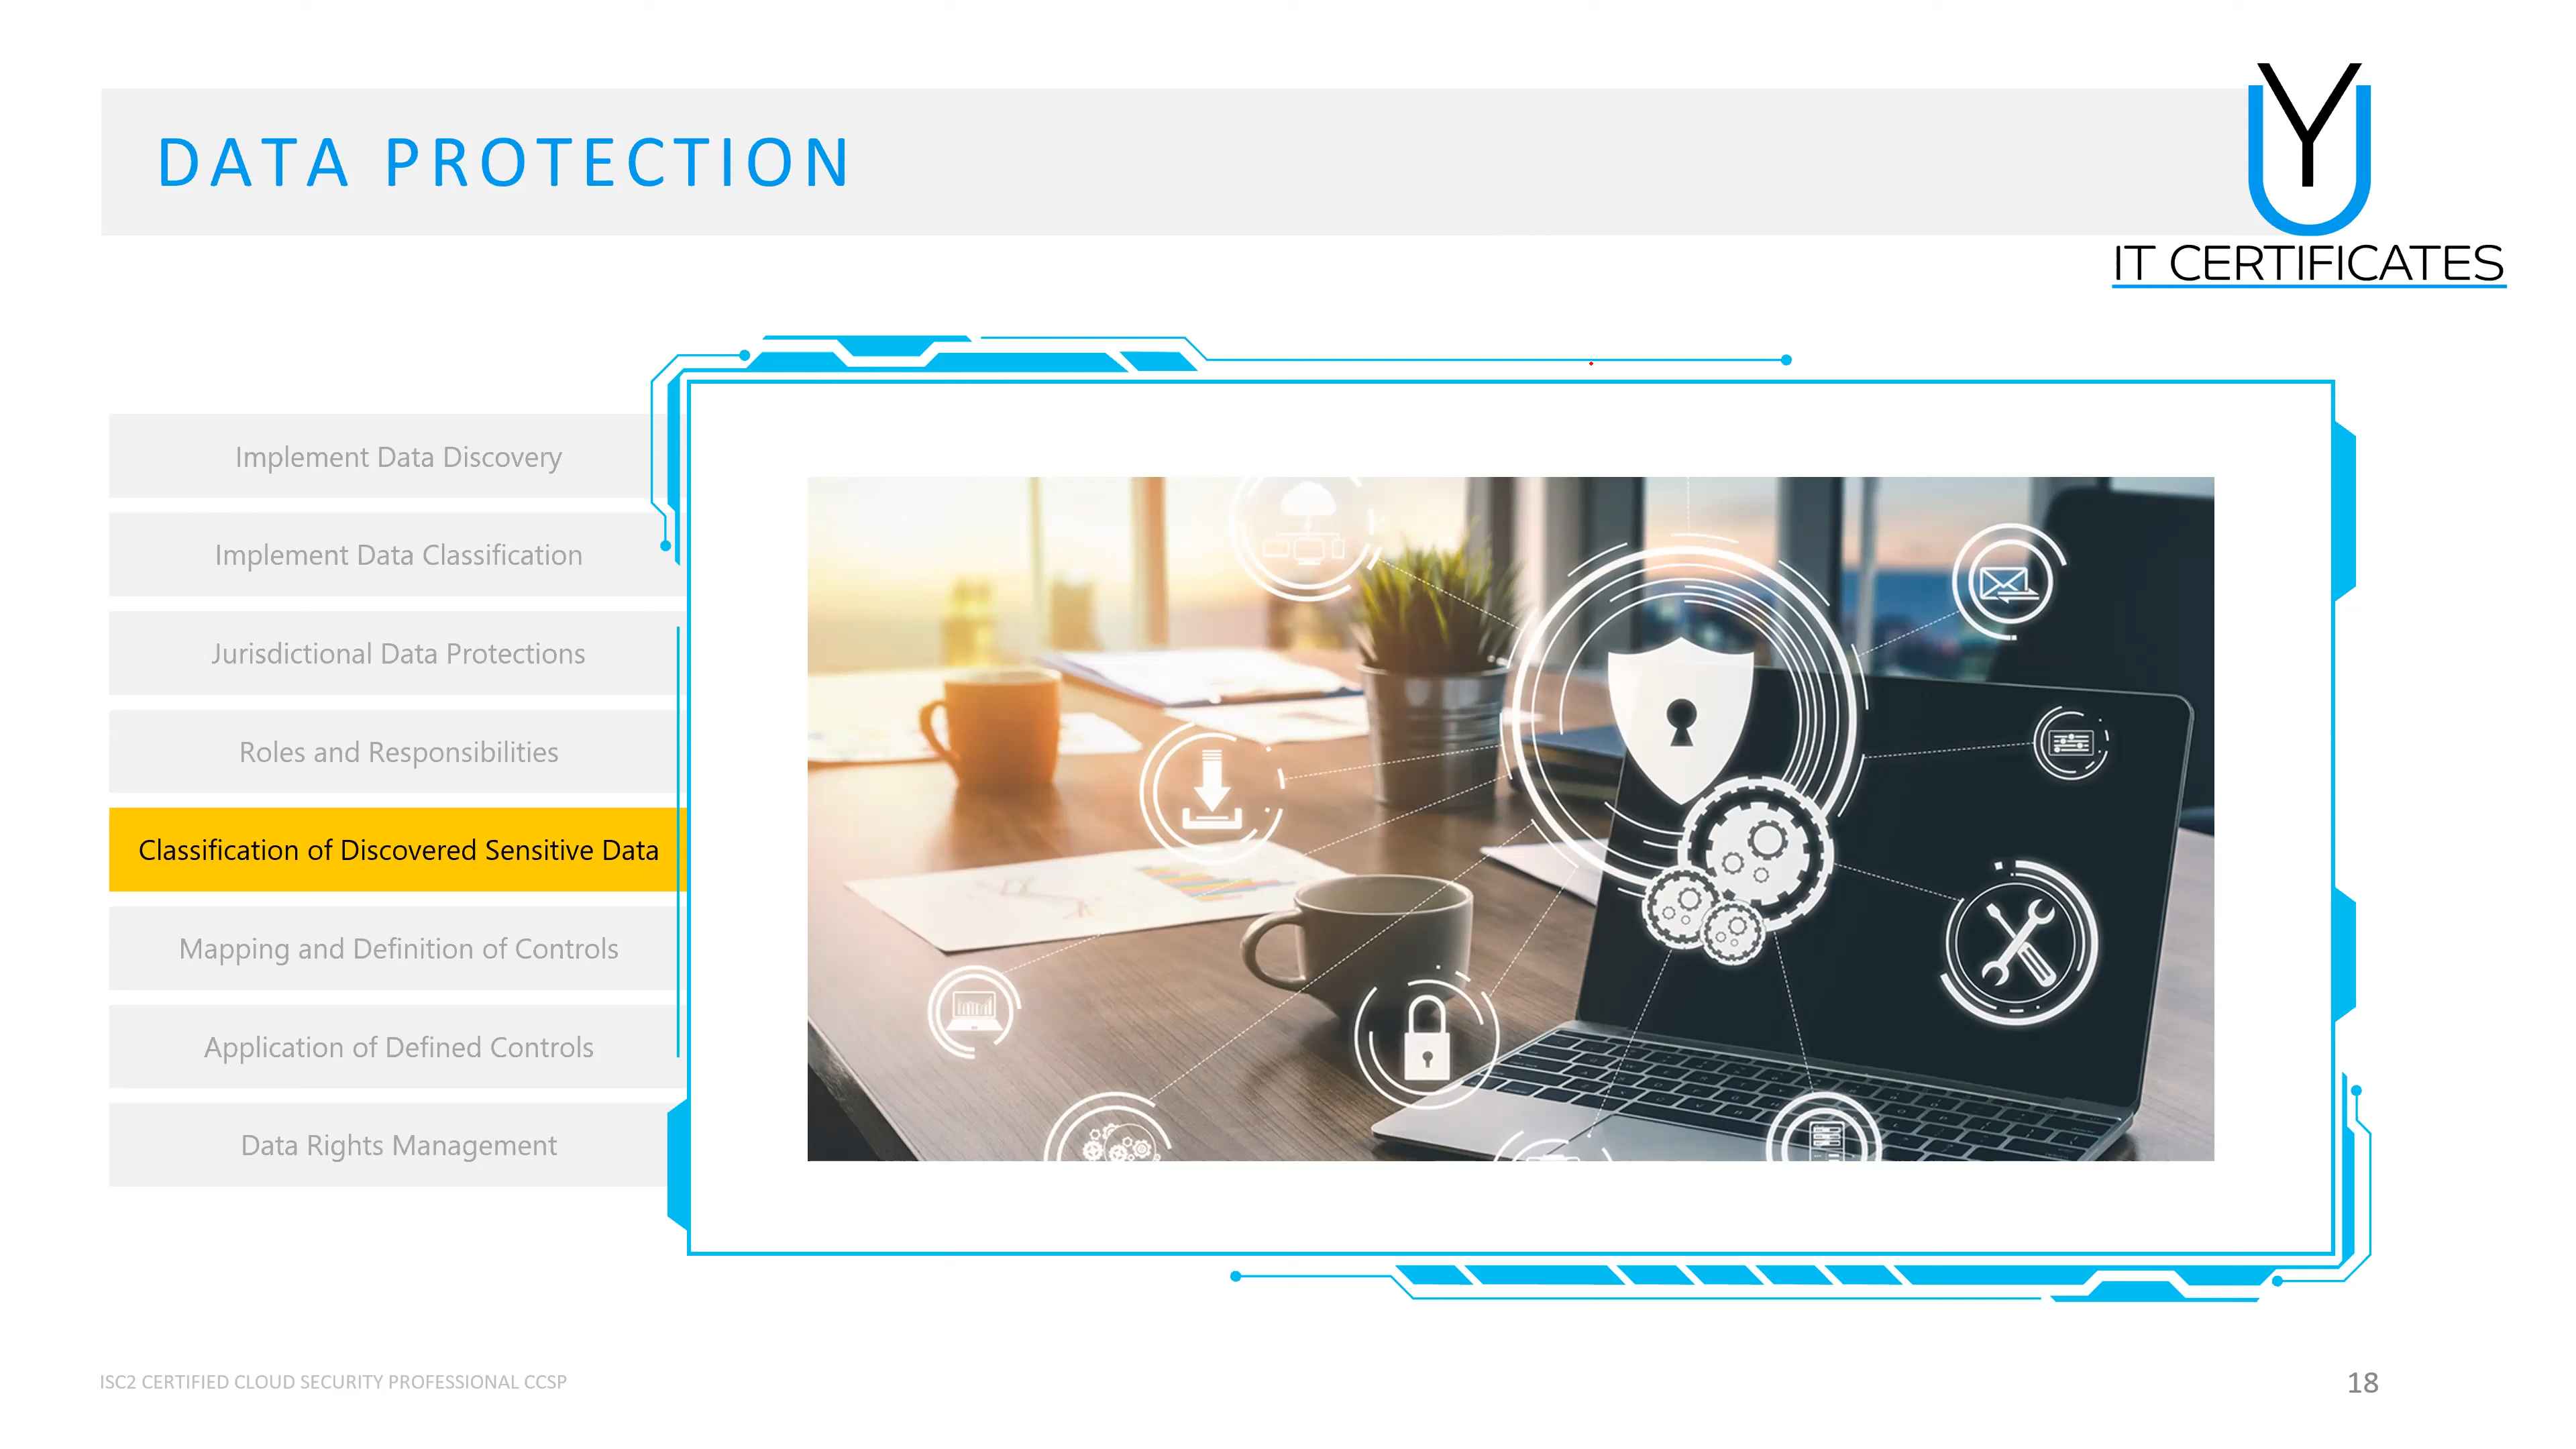 DATA PROTECTION
UY
IT CERTIFICATES
Implement Data Discovery
Implement Data Classification
Jurisdictional Data Protections
Roles and Responsibilities
Classification of Discovered Sensitive Data
Mapping and Definition of Controls
Application of Defined Controls
Data Rights Management
ISC2 CERTIFIED CLOUD SECURITY PROFESSIONAL CCSP
18